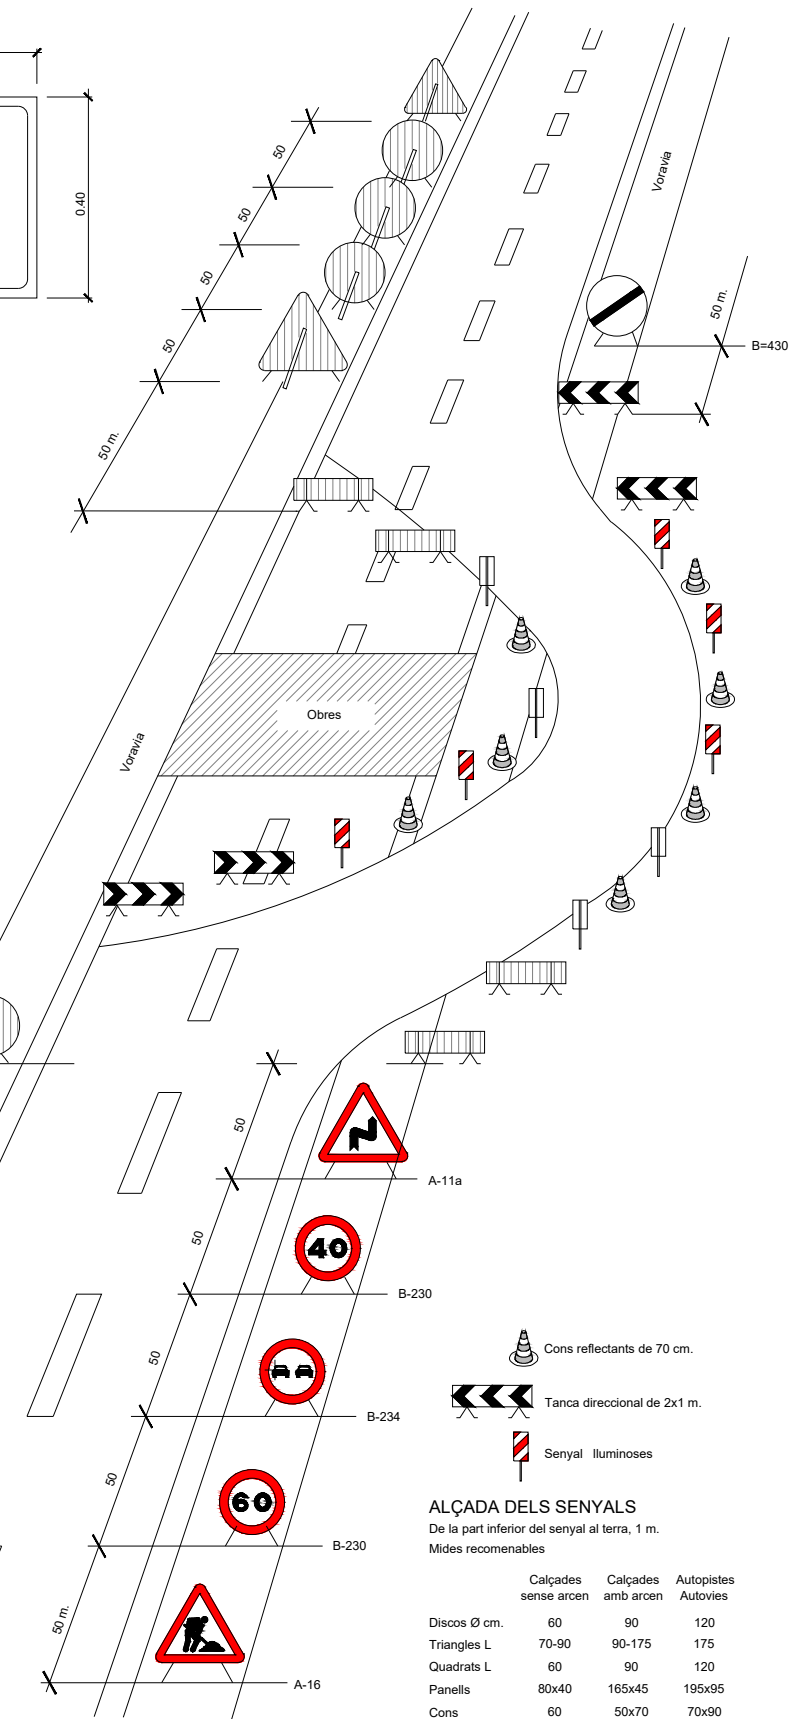 50
50
50
50
50 m.
0.40
Voravia
50 m.
B=430
Obres
Voravia
50
A-11a
40
50
B-230
50
B-234
50
60
B-230
50 m.
A-16
Cons reflectants de 70 cm.
Tanca direccional de 2x1 m.
Senyal lluminoses
ALÇADA DELS SENYALS
De la part inferior del senyal al terra, 1 m.
Mides recomenables
Calçades sense arcen Calçades amb arcen Autopistes Autovies
Discos Ø cm. 60 90 120
Triangles L 70-90 90-175 175
Quadrats L 60 90 120
Panells 80x40 165x45 195x95
Cons 60 50x70 70x90